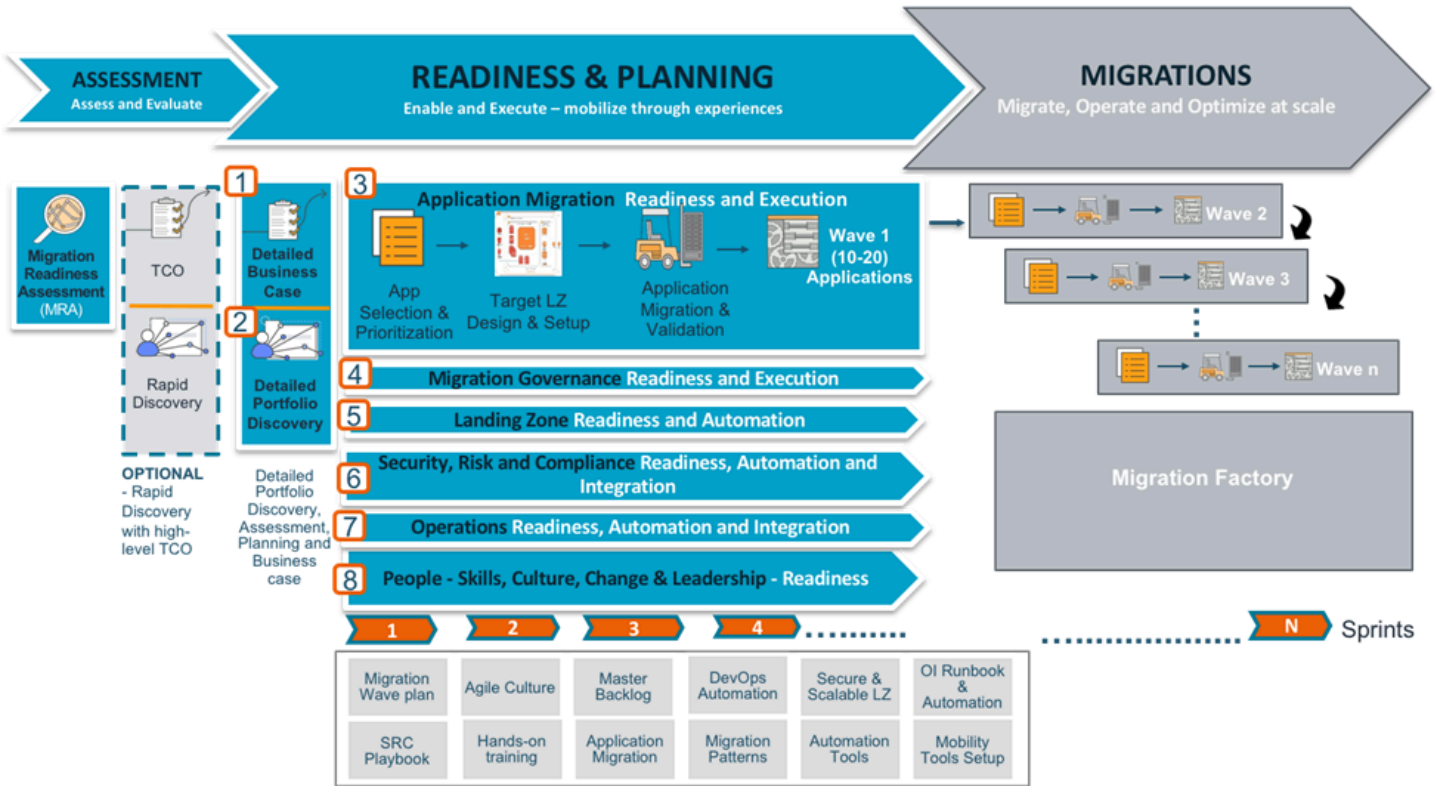 ASSESSMENT
Assess and Evaluate
READINESS & PLANNING
Enable and Execute – mobilize through experiences
MIGRATIONS
Migrate, Operate and Optimize at scale
Migration
Readiness
Assessment
(MRA)
TCO
Rapid
Discovery
OPTIONAL
- Rapid
Discovery
with high-
level TCO
1
Detailed
Business
Case
2
Detailed
Portfolio
Discovery
Detailed
Portfolio
Discovery,
Assessment,
Planning and
Business
case
3
Application Migration Readiness and Execution
App
Selection &
Prioritization
Target LZ
Design & Setup
Application
Migration &
Validation
Wave 1
(10-20)
Applications
4
Migration Governance Readiness and Execution
5
Landing Zone Readiness and Automation
6
Security, Risk and Compliance Readiness, Automation and
Integration
7
Operations Readiness, Automation and Integration
8
People - Skills, Culture, Change & Leadership - Readiness
Wave 2
Wave 3
Wave n
Migration Factory
1
2
3
4
N
Sprints
Migration
Wave plan
Agile Culture
Master
Backlog
DevOps
Automation
Secure &
Scalable LZ
OI Runbook
&
Automation
SRC
Playbook
Hands-on
training
Application
Migration
Migration
Patterns
Automation
Tools
Mobility
Tools Setup